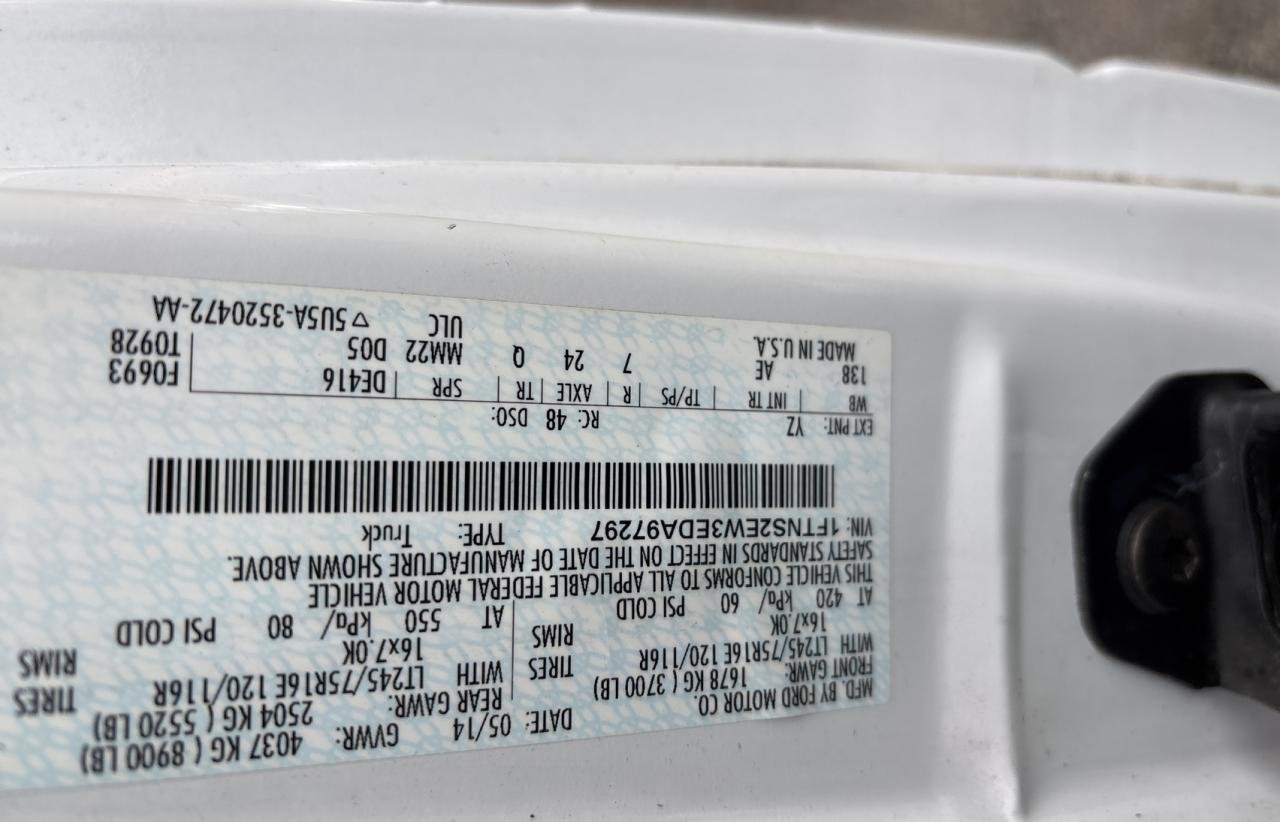 MFD. BY FORD MOTOR CO. DATE: 05/14 GVWR: 4037 KG ( 8900 LB)
FRONT GAWR: 1678 KG ( 3700 LB) REAR GAWR: 2504 KG ( 5520 LB)
WITH LT245/75R16E 120/116R TIRES WITH LT245/75R16E 120/116R TIRES
16x7.0K RIMS 16x7.0K RIMS
AT 420 kPa/ 60 PSI COLD AT 550 kPa/ 80 PSI COLD
THIS VEHICLE CONFORMS TO ALL APPLICABLE FEDERAL MOTOR VEHICLE
SAFETY STANDARDS IN EFFECT ON THE DATE OF MANUFACTURE SHOWN ABOVE.
VIN: 1FTNS2EW3EDA97297 TYPE: Truck
EXT PNT: YZ RC: 48 DSO:
WB INT TR TP/PS R AXLE TR SPR DE416 F0693
138 AE 7 24 Q MM22 D05 T0928
MADE IN U.S.A. ULC ▽ 5U5A-3520472-AA